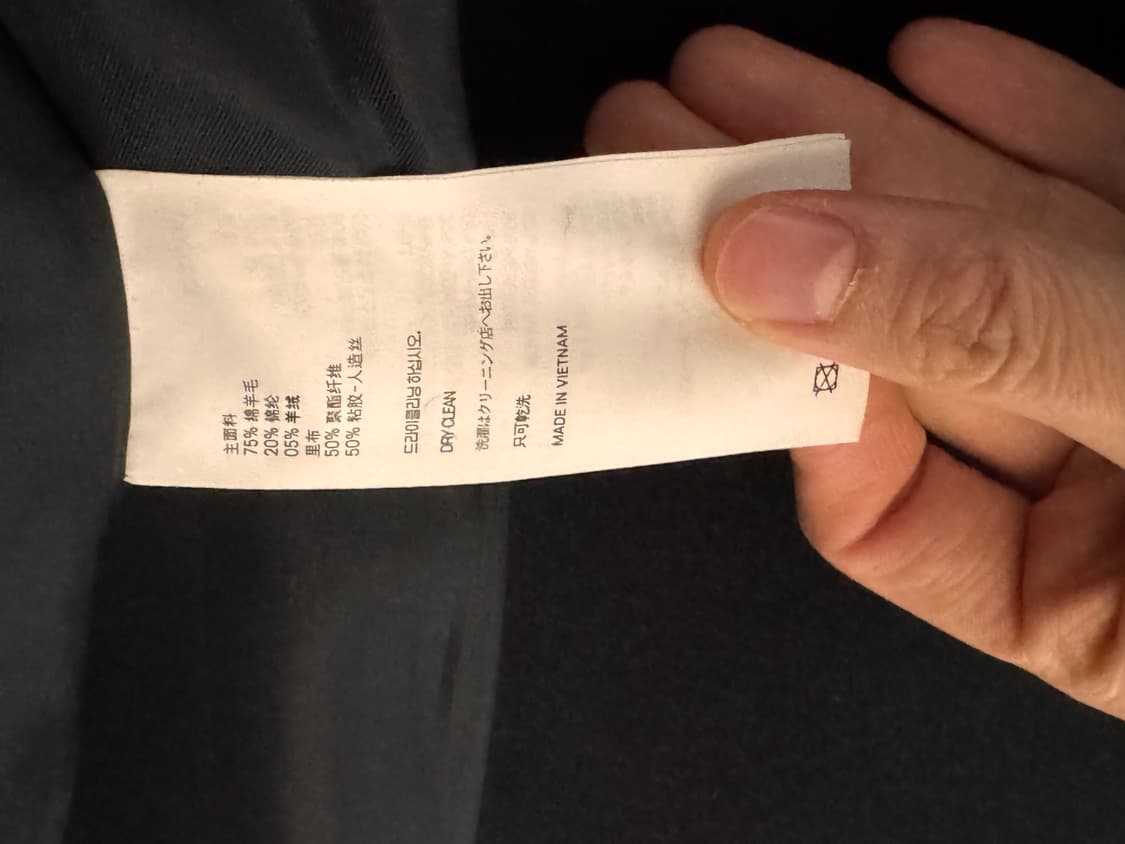 主面料
75% 绵羊毛
20% 锦纶
05% 羊绒
里布
50% 聚酯纤维
50% 粘胶-人造丝
드라이클리닝 하십시오.
DRY CLEAN
洗濯はクリーニング店へお出し下さい。
只可乾洗
MADE IN VIETNAM